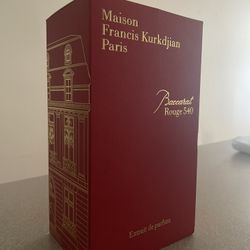 Maison
Francis Kurkdjian
Paris
Baccarat
Rouge 540
Extrait de parfum